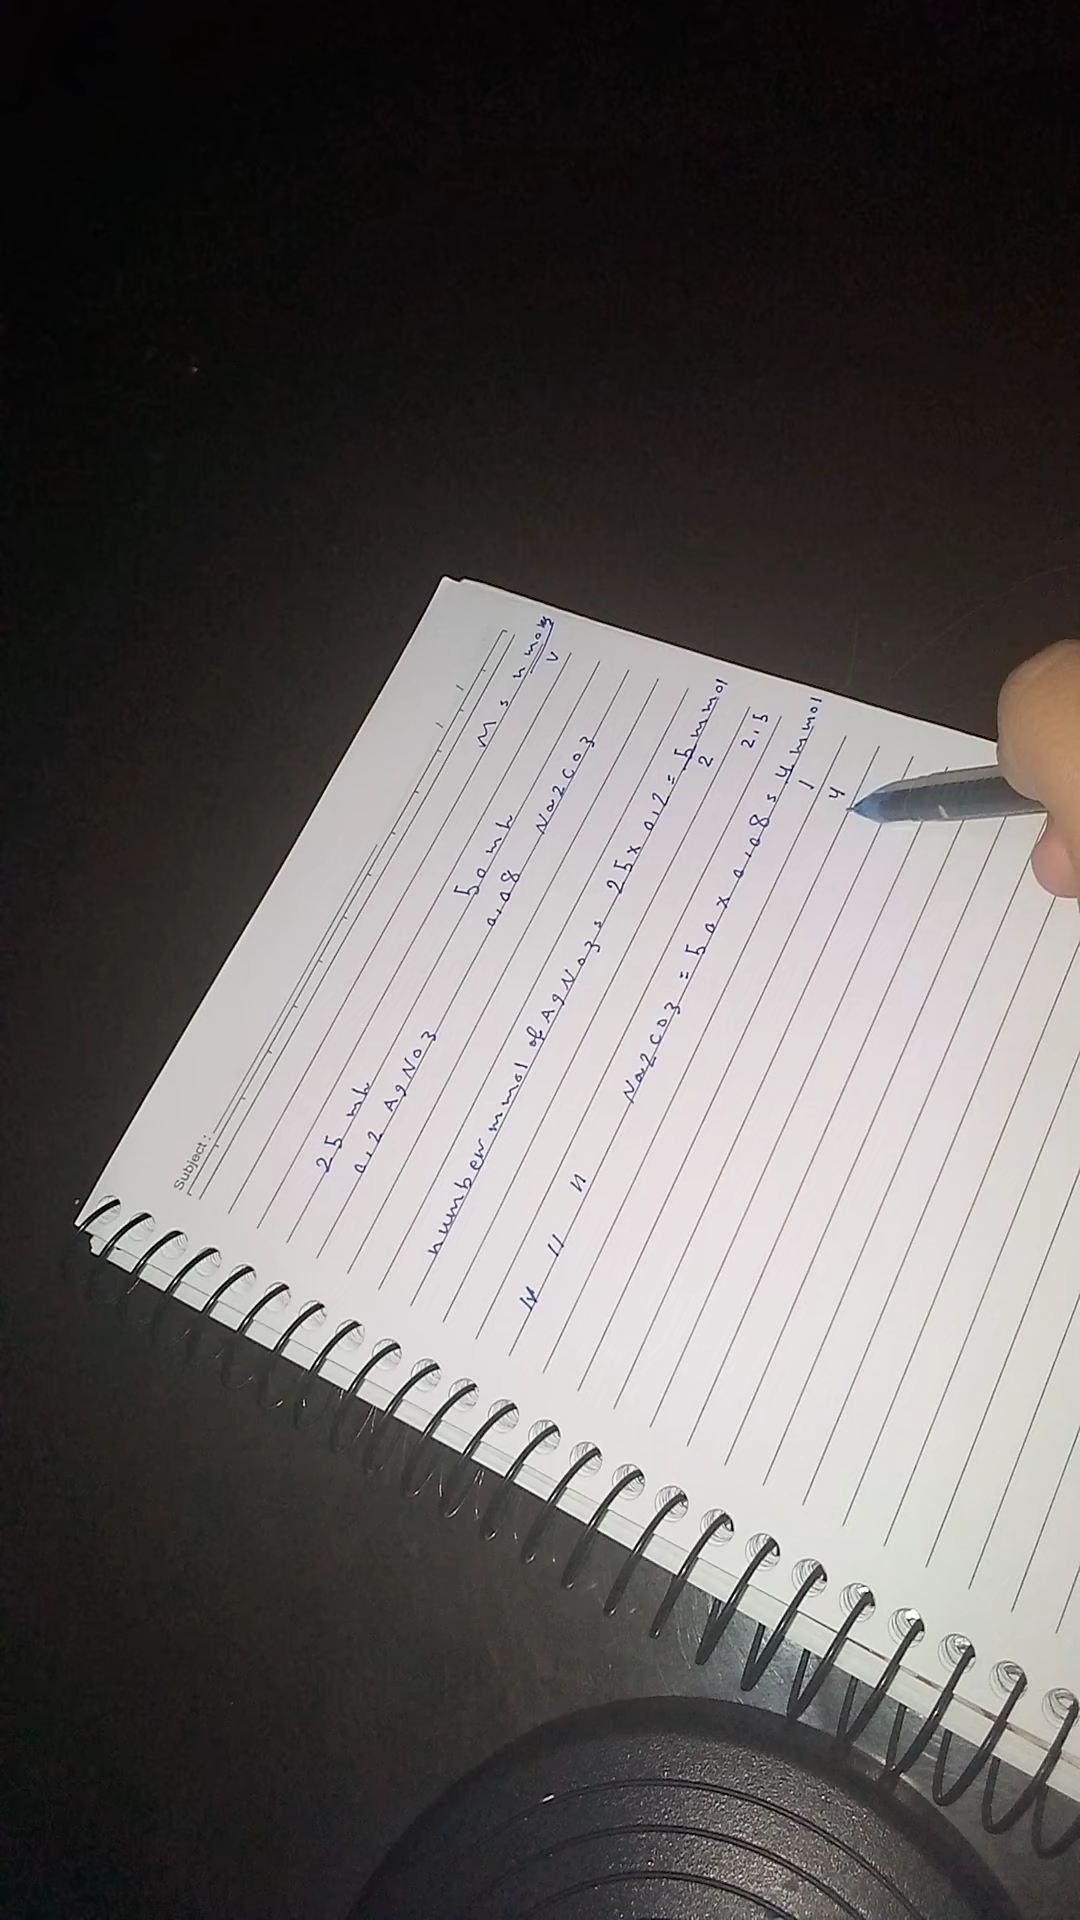 Subject :
M = n moles
V
25 mL 50 mL
0,2 AgNO3 0,08 Na2CO3
number mmol of AgNO3 = 25 x 0,2 = 5 mmol
2
2,5
" " " Na2CO3 = 50 x 0,08 = 4 mmol
1
4